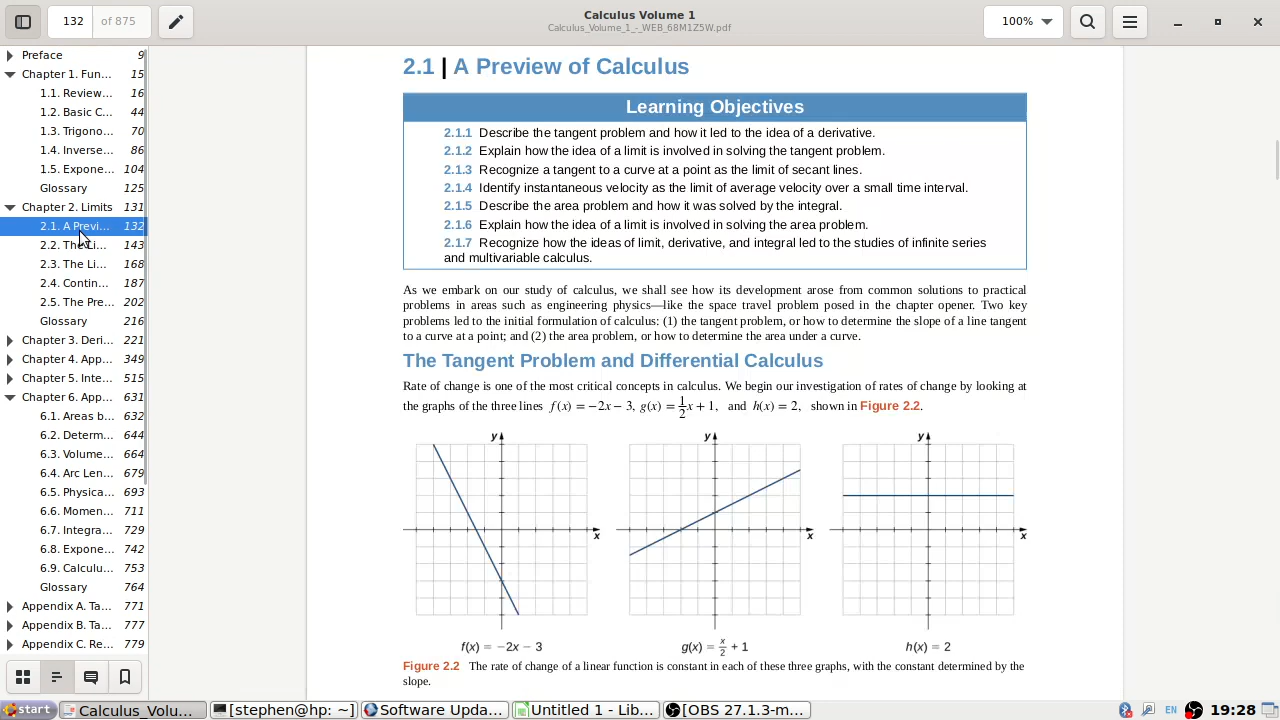 132 of 875
Calculus Volume 1
Calculus_Volume_1_-_WEB_68M1Z5W.pdf
100%
Preface 9
Chapter 1. Fun... 15
1.1. Review... 16
1.2. Basic C... 44
1.3. Trigono... 70
1.4. Inverse... 86
1.5. Expone... 104
Glossary 125
Chapter 2. Limits 131
2.1. A Previ... 132
2.2. The Li... 143
2.3. The Li... 168
2.4. Contin... 187
2.5. The Pre... 202
Glossary 216
Chapter 3. Deri... 221
Chapter 4. App... 349
Chapter 5. Inte... 515
Chapter 6. App... 631
6.1. Areas b... 632
6.2. Determ... 644
6.3. Volume... 664
6.4. Arc Len... 679
6.5. Physica... 693
6.6. Momen... 711
6.7. Integra... 729
6.8. Expone... 742
6.9. Calculu... 753
Glossary 764
Appendix A. Ta... 771
Appendix B. Ta... 777
Appendix C. Re... 779
2.1 | A Preview of Calculus
Learning Objectives
2.1.1 Describe the tangent problem and how it led to the idea of a derivative.
2.1.2 Explain how the idea of a limit is involved in solving the tangent problem.
2.1.3 Recognize a tangent to a curve at a point as the limit of secant lines.
2.1.4 Identify instantaneous velocity as the limit of average velocity over a small time interval.
2.1.5 Describe the area problem and how it was solved by the integral.
2.1.6 Explain how the idea of a limit is involved in solving the area problem.
2.1.7 Recognize how the ideas of limit, derivative, and integral led to the studies of infinite series
and multivariable calculus.
As we embark on our study of calculus, we shall see how its development arose from common solutions to practical
problems in areas such as engineering physics—like the space travel problem posed in the chapter opener. Two key
problems led to the initial formulation of calculus: (1) the tangent problem, or how to determine the slope of a line tangent
to a curve at a point; and (2) the area problem, or how to determine the area under a curve.
The Tangent Problem and Differential Calculus
Rate of change is one of the most critical concepts in calculus. We begin our investigation of rates of change by looking at
the graphs of the three lines f(x) = −2x − 3, g(x) = 1/2 x + 1, and h(x) = 2, shown in Figure 2.2.
y y y
x x x
f(x) = −2x − 3 g(x) = x/2 + 1 h(x) = 2
Figure 2.2 The rate of change of a linear function is constant in each of these three graphs, with the constant determined by the
slope.
start Calculus_Volu... [stephen@hp: ~] Software Upda... Untitled 1 - Lib... [OBS 27.1.3-m... EN 19:28